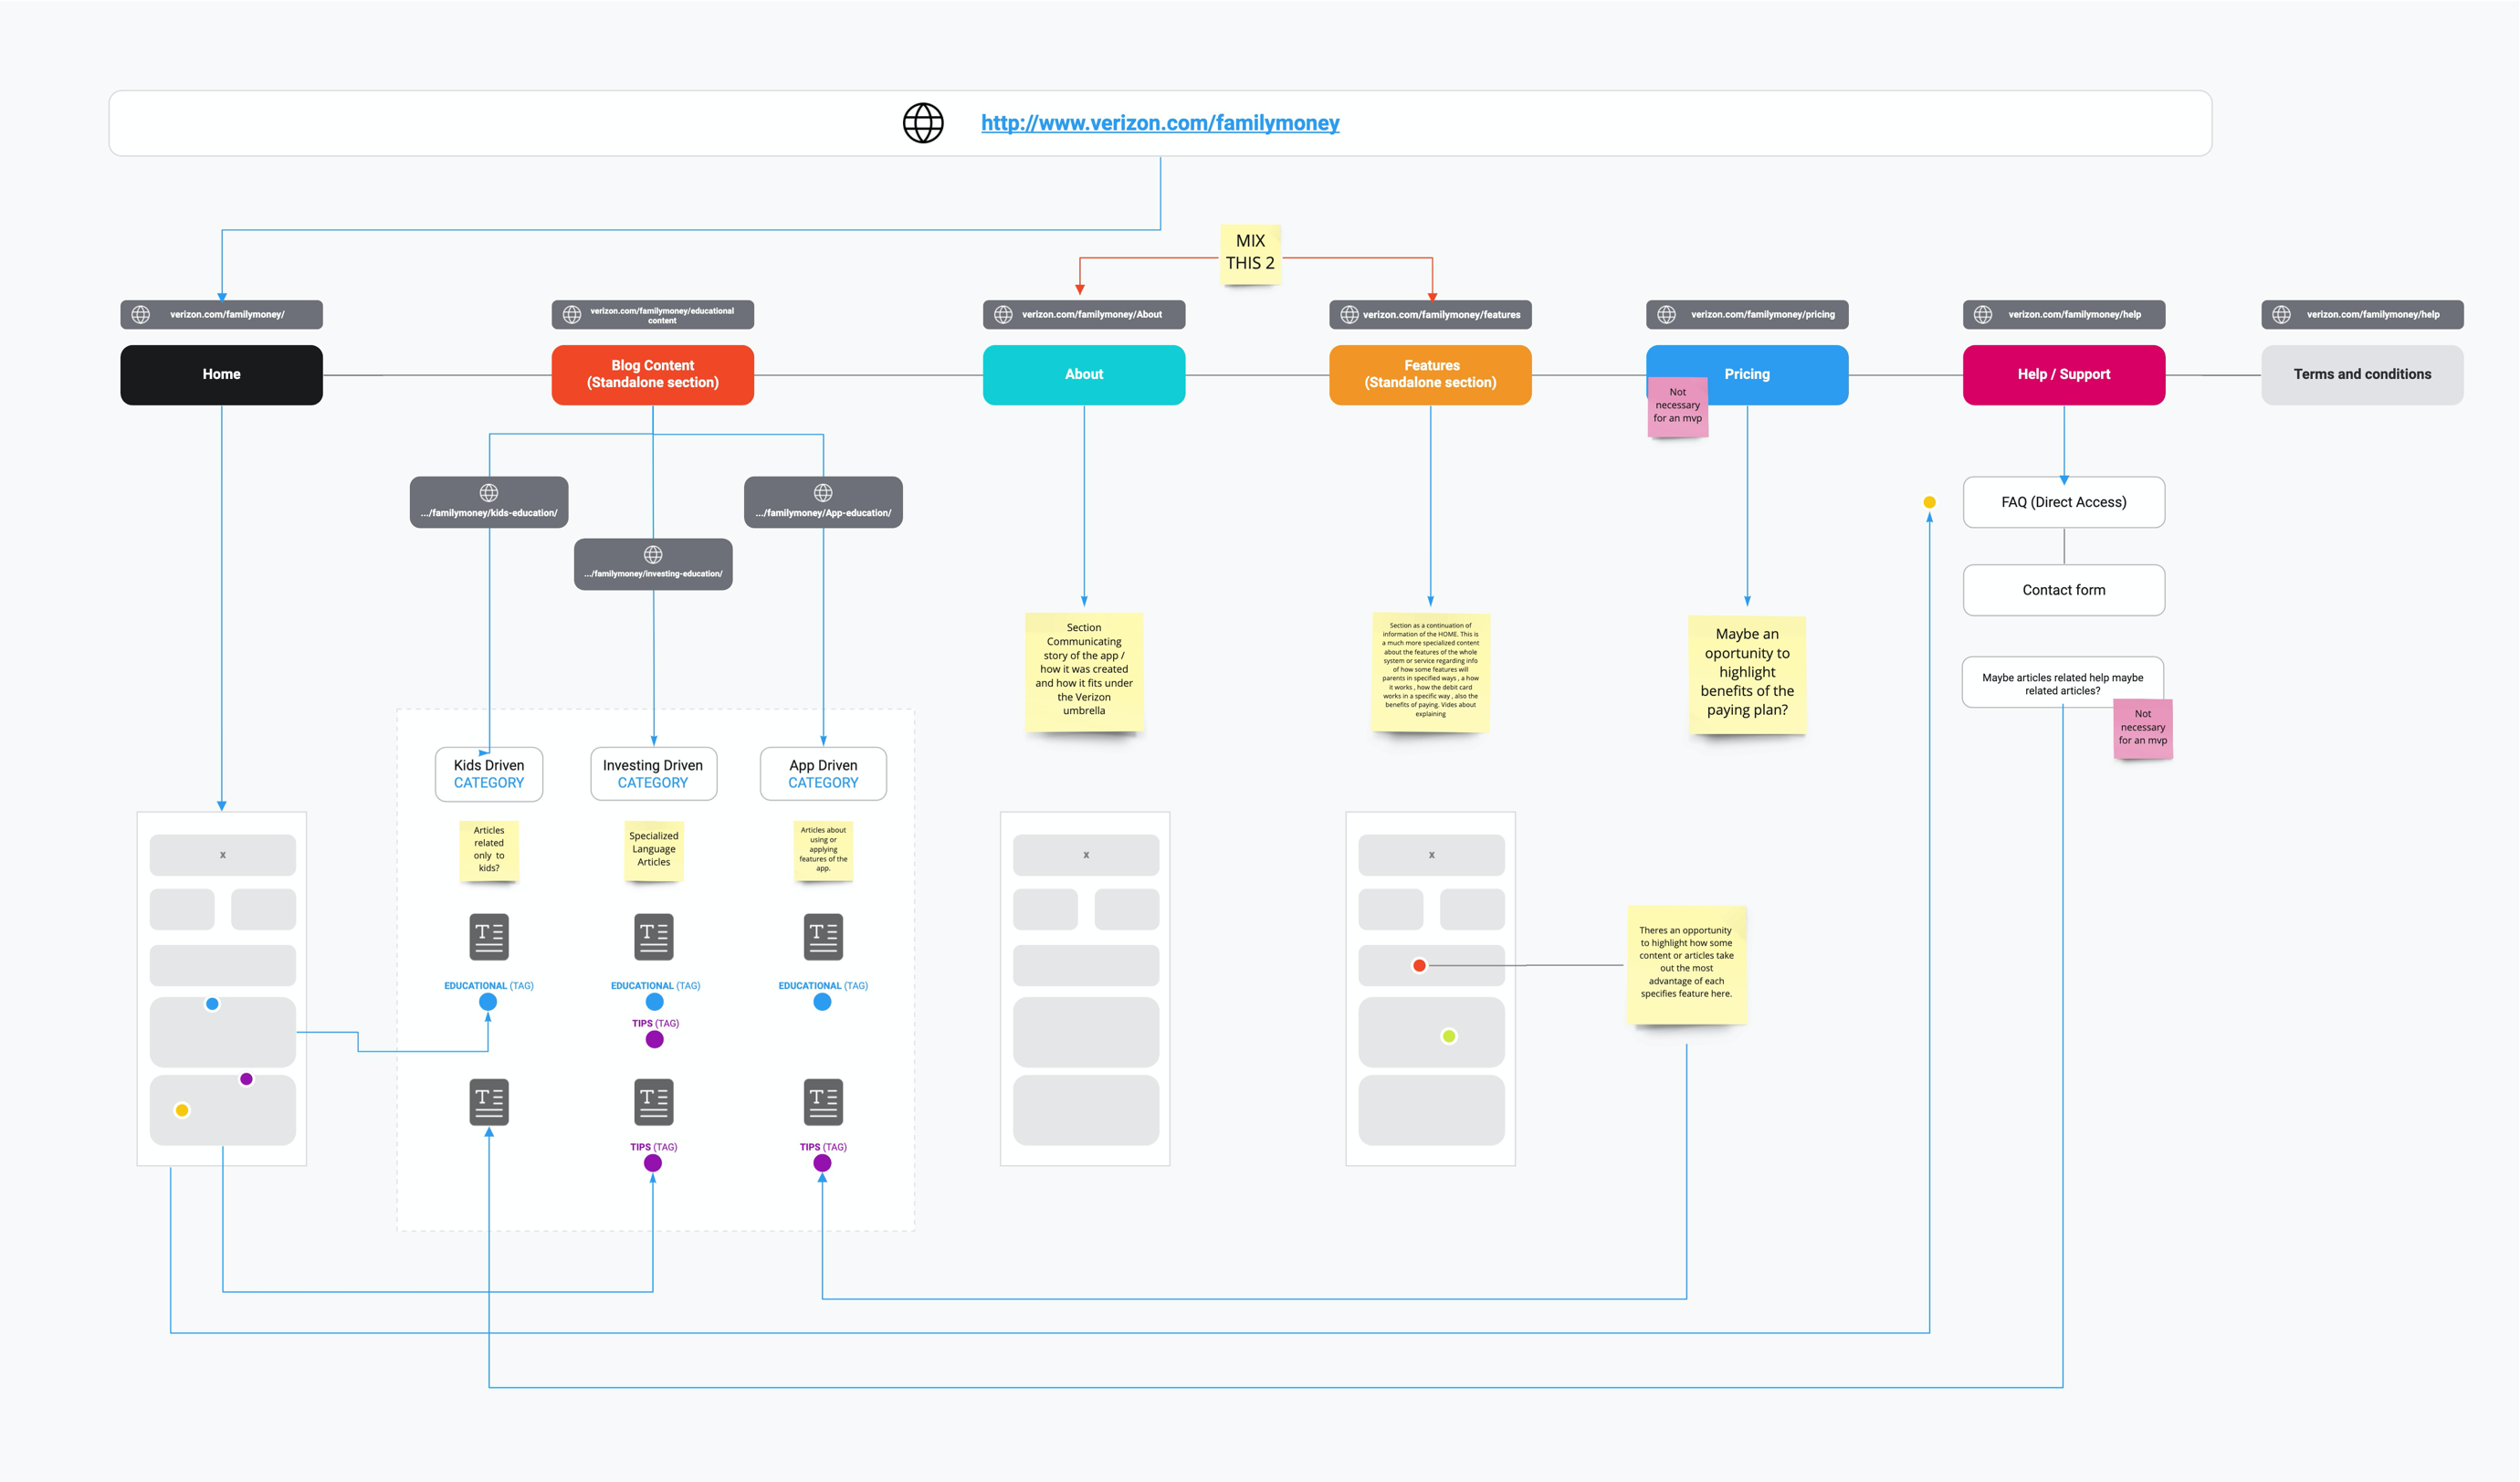 http://www.verizon.com/familymoney
MIX
THIS 2
verizon.com/familymoney/
verizon.com/familymoney/educational
content
verizon.com/familymoney/About
verizon.com/familymoney/features
verizon.com/familymoney/pricing
verizon.com/familymoney/help
verizon.com/familymoney/help
Home
Blog Content
(Standalone section)
About
Features
(Standalone section)
Pricing
Help / Support
Terms and conditions
Not
necessary
for an mvp
.../familymoney/kids-education/
.../familymoney/App-education/
.../familymoney/investing-education/
FAQ (Direct Access)
Contact form
Section
Communicating
story of the app /
how it was created
and how it fits under
the Verizon
umbrella
Section as a continuation of
information of the HOME. This is
a much more specialized content
about the features of the whole
system or service regarding info
of how some features will
parents in specified ways , a how
it works , how the debit card
works in a specific way , also the
benefits of paying. Vides about
explaining
Maybe an
oportunity to
highlight
benefits of the
paying plan?
Maybe articles related help maybe
related articles?
Not
necessary
for an mvp
Kids Driven
CATEGORY
Investing Driven
CATEGORY
App Driven
CATEGORY
Articles
related
only to
kids?
Specialized
Language
Articles
Articles about
using or
applying
features of the
app.
x
x
x
T
T
T
EDUCATIONAL (TAG)
EDUCATIONAL (TAG)
EDUCATIONAL (TAG)
TIPS (TAG)
Theres an opportunity
to highlight how some
content or articles take
out the most
advantage of each
specifies feature here.
T
T
T
TIPS (TAG)
TIPS (TAG)